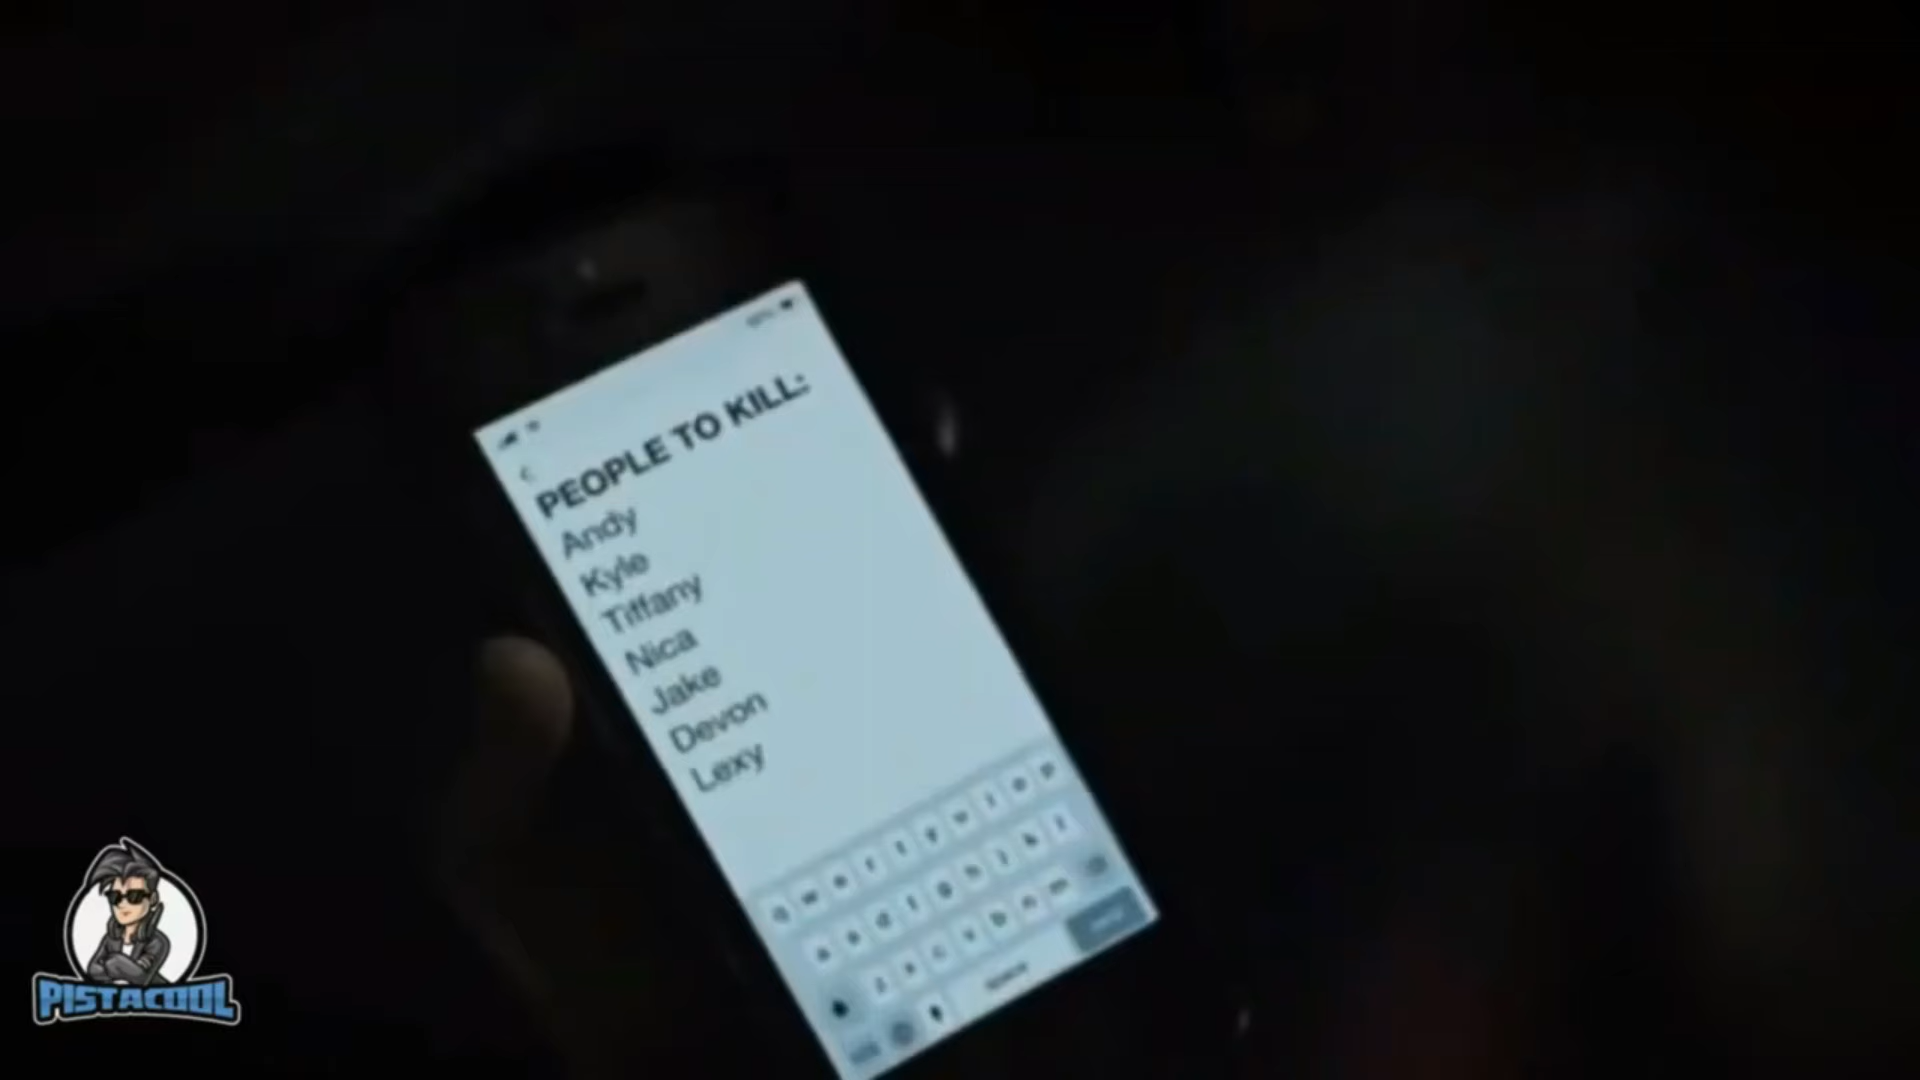 PEOPLE TO KILL:
Andy
Kyle
Tiffany
Nica
Jake
Devon
Lexy
PISTACOOL